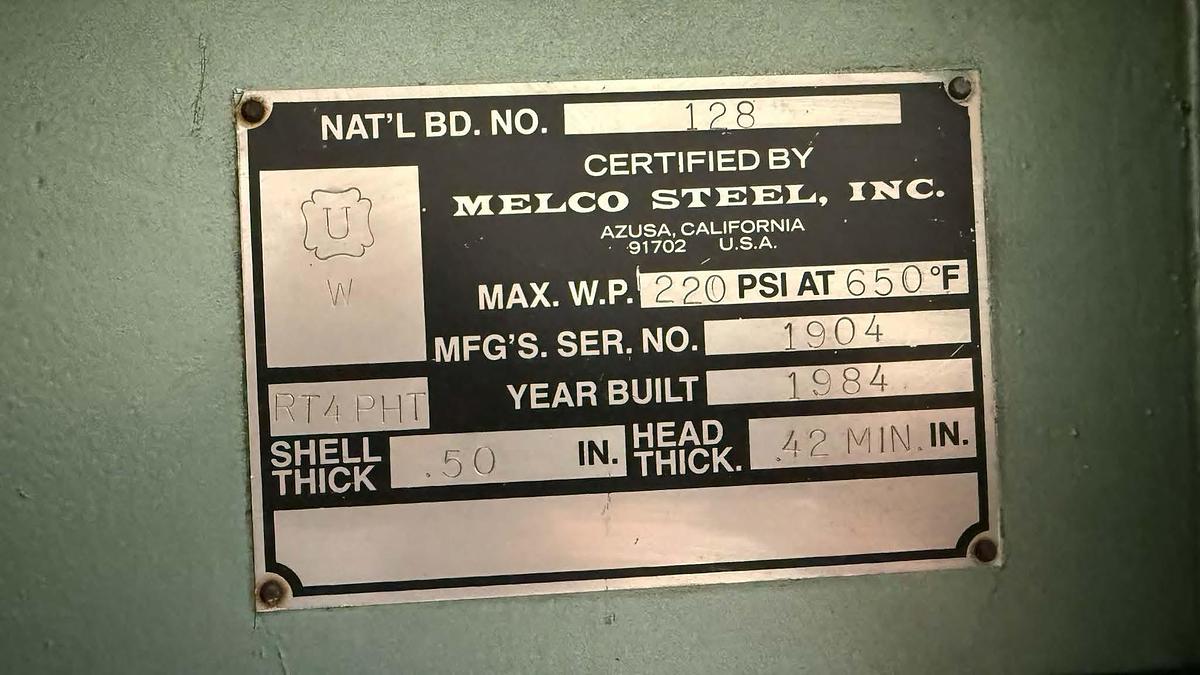 NAT'L BD. NO. 128
CERTIFIED BY
MELCO STEEL, INC.
AZUSA, CALIFORNIA
91702 U.S.A.
U
W
MAX. W.P. 220 PSI AT 650°F
MFG'S. SER. NO. 1904
YEAR BUILT 1984
RT4 PHT
SHELL THICK .50 IN. HEAD THICK. .42 MIN. IN.